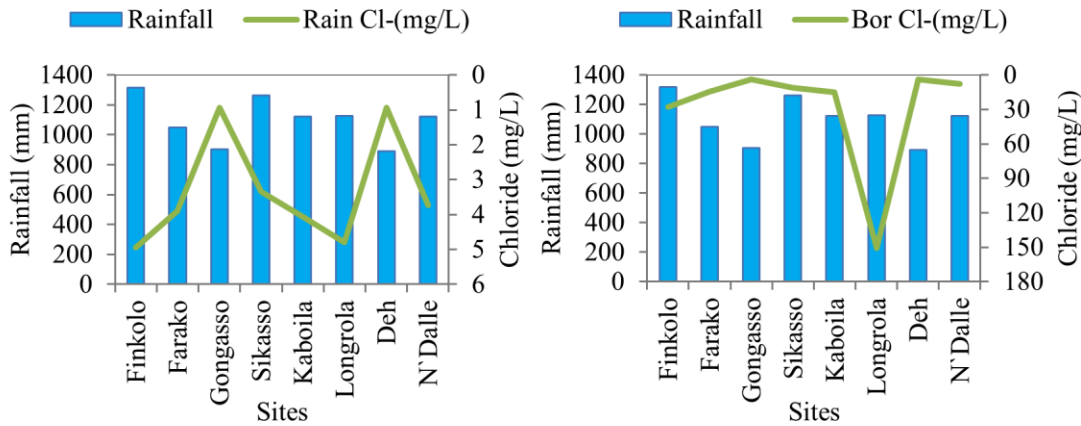 Rainfall Rain Cl-(mg/L)
Rainfall (mm)
1400
1200
1000
800
600
400
200
0
0
1
2
3
4
5
6
Chloride (mg/L)
Finkolo
Farako
Gongasso
Sikasso
Kaboila
Longrola
Deh
N`Dalle
Sites
Rainfall Bor Cl-(mg/L)
Rainfall (mm)
1400
1200
1000
800
600
400
200
0
0
30
60
90
120
150
180
Chloride (mg/L)
Finkolo
Farako
Gongasso
Sikasso
Kaboila
Longrola
Deh
N`Dalle
Sites